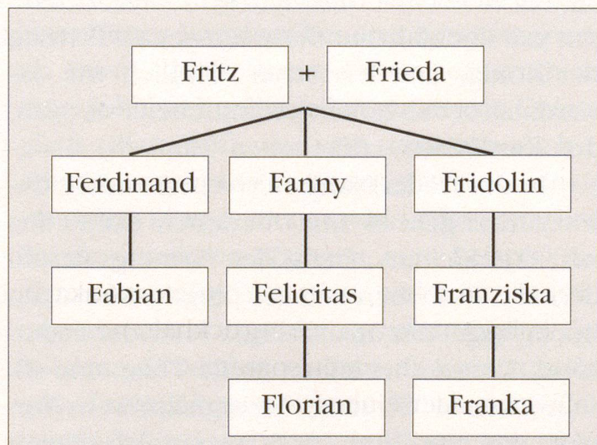 Fritz + Frieda
Ferdinand Fanny Fridolin
Fabian Felicitas Franziska
Florian Franka